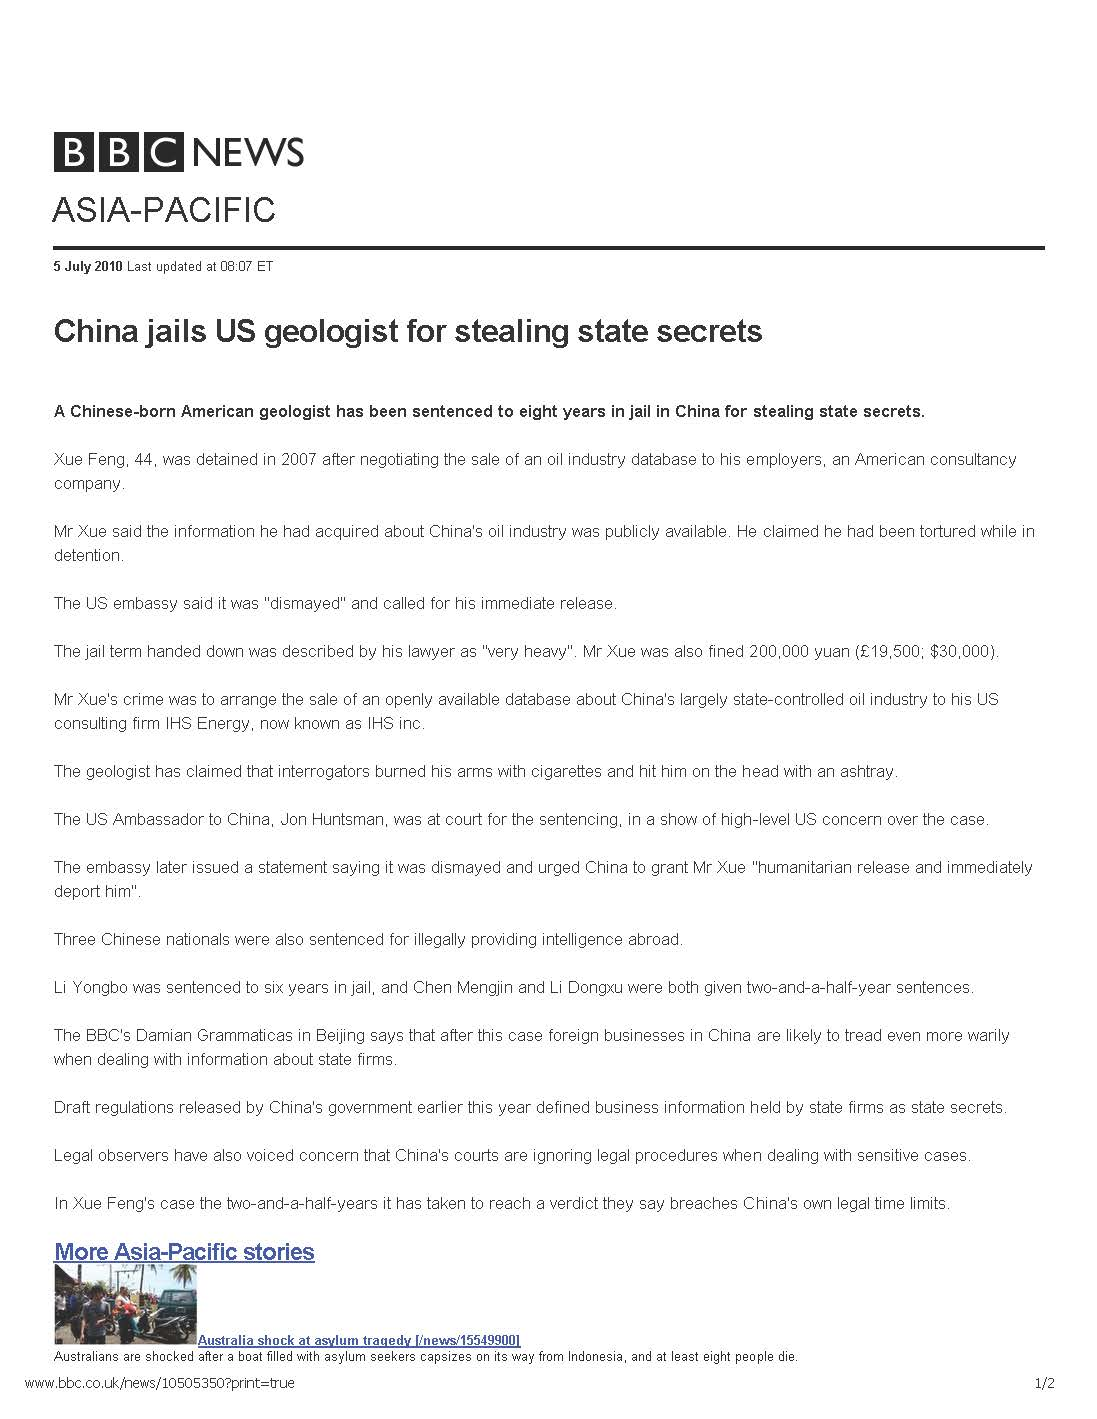 BBC NEWS
ASIA-PACIFIC
5 July 2010 Last updated at 08:07 ET
China jails US geologist for stealing state secrets
A Chinese-born American geologist has been sentenced to eight years in jail in China for stealing state secrets.
Xue Feng, 44, was detained in 2007 after negotiating the sale of an oil industry database to his employers, an American consultancy
company.
Mr Xue said the information he had acquired about China's oil industry was publicly available. He claimed he had been tortured while in
detention.
The US embassy said it was "dismayed" and called for his immediate release.
The jail term handed down was described by his lawyer as "very heavy". Mr Xue was also fined 200,000 yuan (£19,500; $30,000).
Mr Xue's crime was to arrange the sale of an openly available database about China's largely state-controlled oil industry to his US
consulting firm IHS Energy, now known as IHS inc.
The geologist has claimed that interrogators burned his arms with cigarettes and hit him on the head with an ashtray.
The US Ambassador to China, Jon Huntsman, was at court for the sentencing, in a show of high-level US concern over the case.
The embassy later issued a statement saying it was dismayed and urged China to grant Mr Xue "humanitarian release and immediately
deport him".
Three Chinese nationals were also sentenced for illegally providing intelligence abroad.
Li Yongbo was sentenced to six years in jail, and Chen Mengjin and Li Dongxu were both given two-and-a-half-year sentences.
The BBC's Damian Grammaticas in Beijing says that after this case foreign businesses in China are likely to tread even more warily
when dealing with information about state firms.
Draft regulations released by China's government earlier this year defined business information held by state firms as state secrets.
Legal observers have also voiced concern that China's courts are ignoring legal procedures when dealing with sensitive cases.
In Xue Feng's case the two-and-a-half-years it has taken to reach a verdict they say breaches China's own legal time limits.
More Asia-Pacific stories
Australia shock at asylum tragedy [/news/15549900]
Australians are shocked after a boat filled with asylum seekers capsizes on its way from Indonesia, and at least eight people die.
www.bbc.co.uk/news/10505350?print=true 1/2